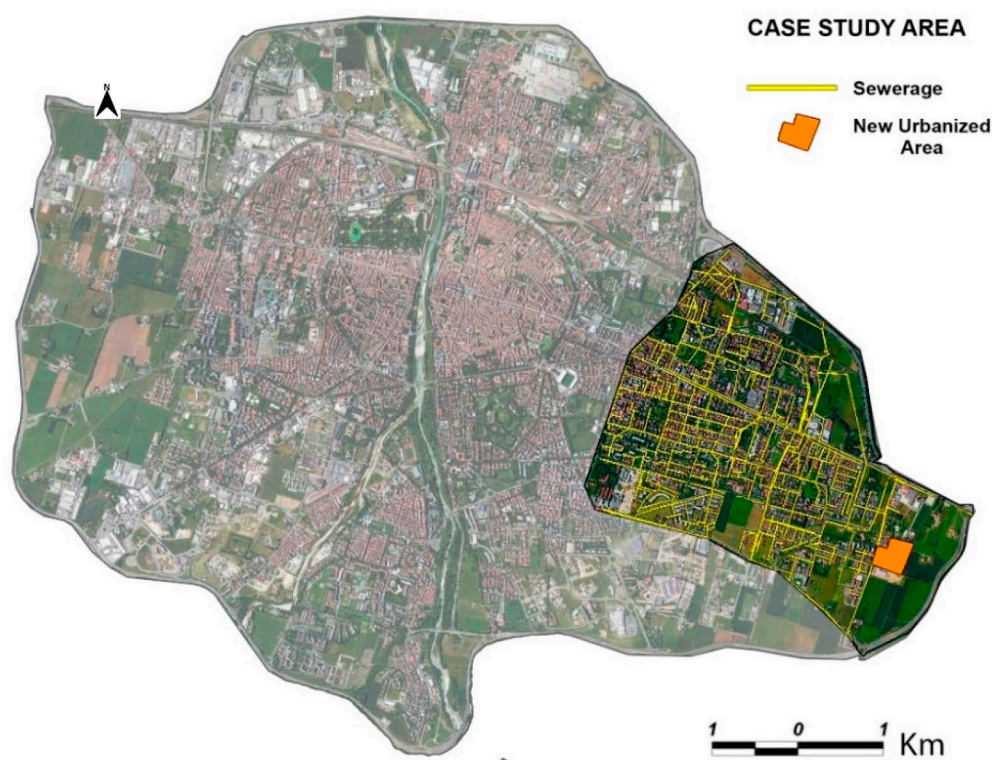 CASE STUDY AREA
N
Sewerage
New Urbanized
Area
1 0 1
Km